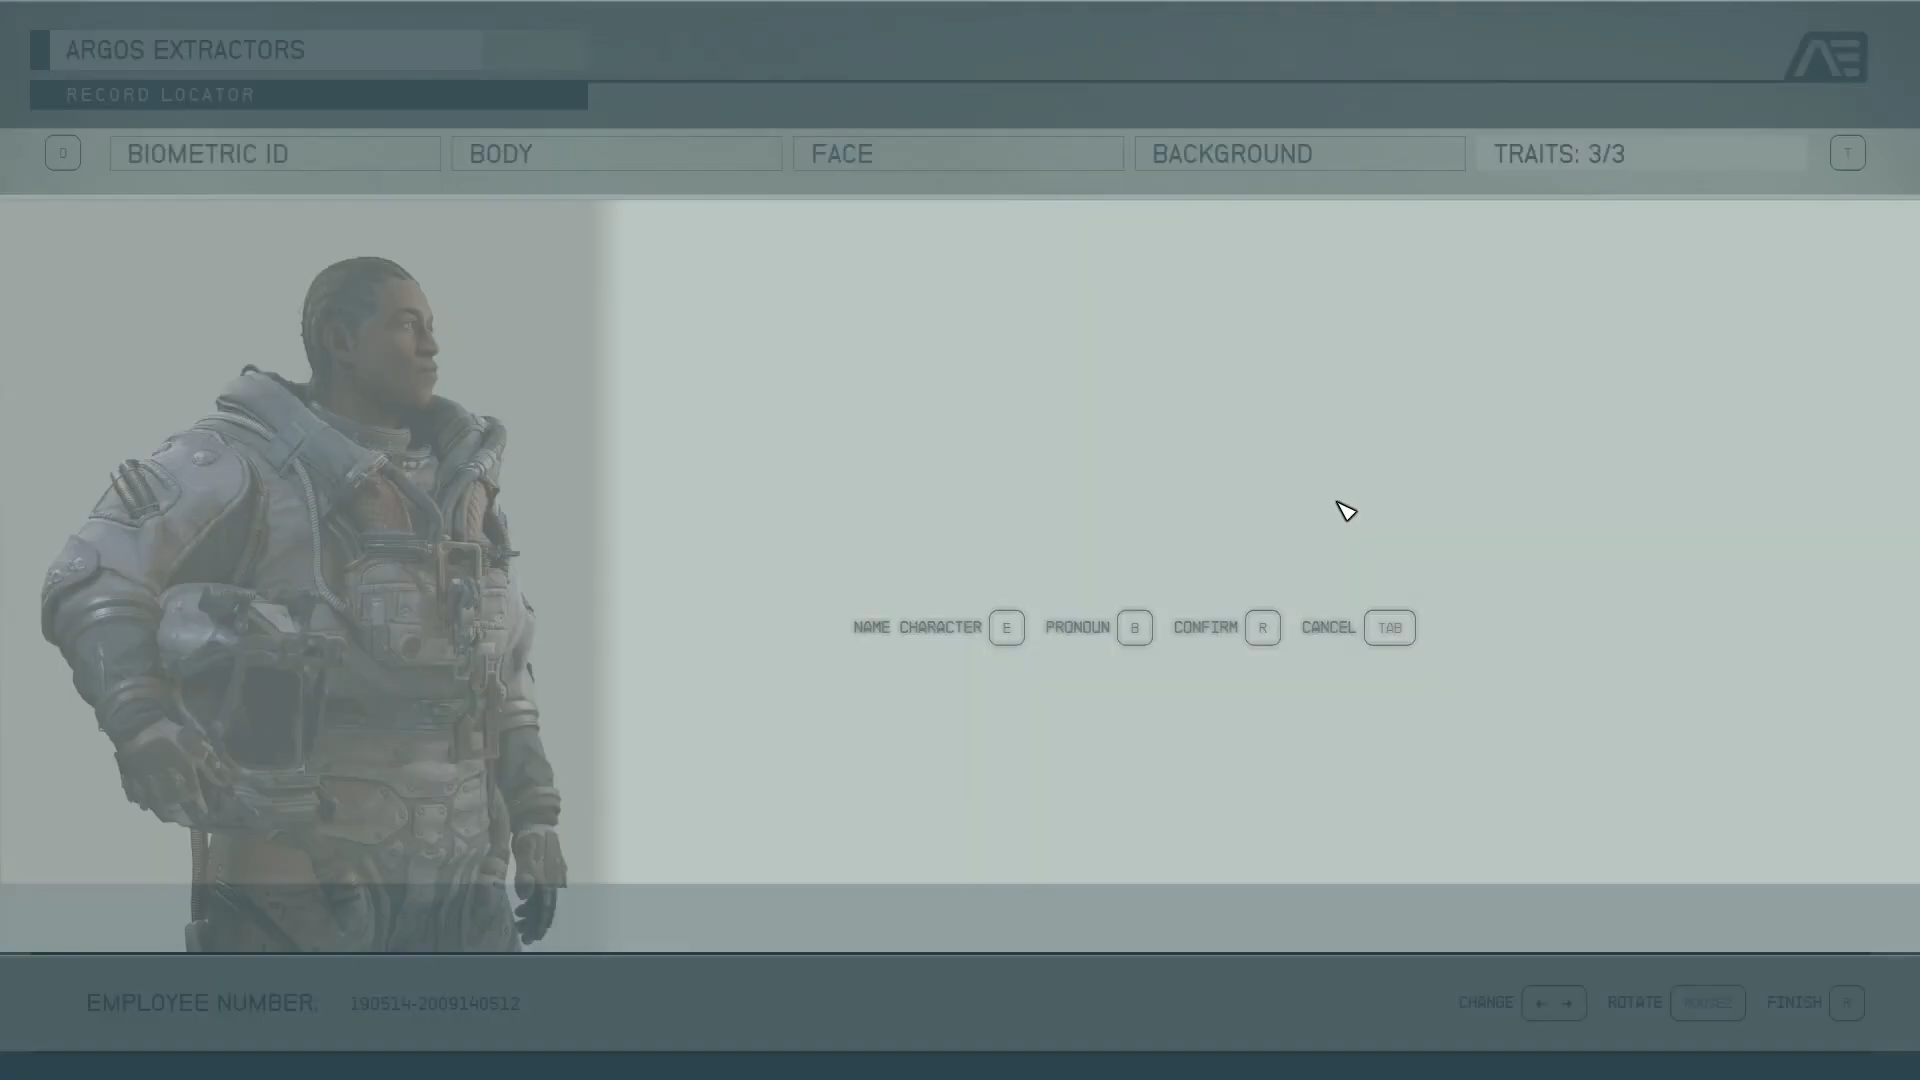 ARGOS EXTRACTORS
RECORD LOCATOR
BIOMETRIC ID BODY FACE BACKGROUND TRAITS: 3/3 T
NAME CHARACTER E PRONOUN B CONFIRM R CANCEL TAB
EMPLOYEE NUMBER: 190514-2009140512 CHANGE ← → ROTATE FINISH R